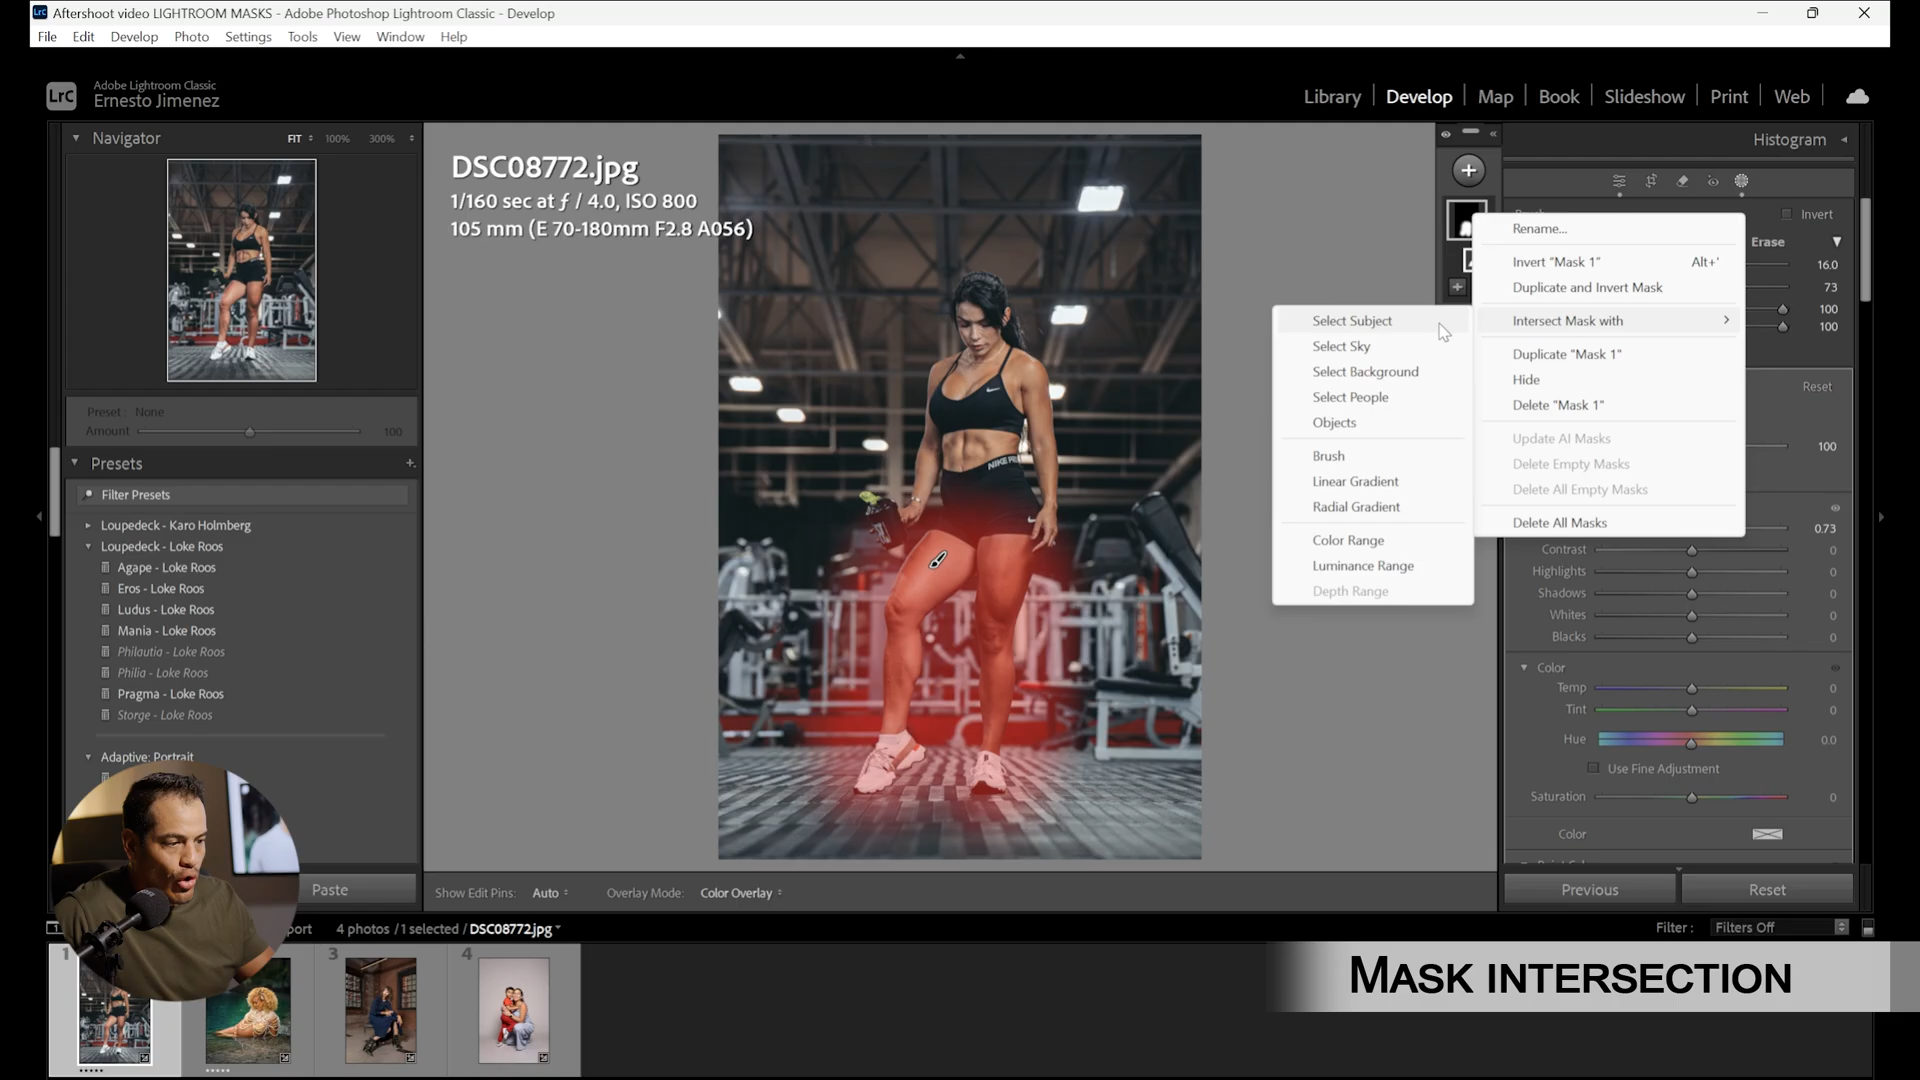 LrC Aftershoot video LIGHTROOM MASKS - Adobe Photoshop Lightroom Classic - Develop
File Edit Develop Photo Settings Tools View Window Help
LrC Adobe Lightroom Classic
Ernesto Jimenez
Library Develop Map Book Slideshow Print Web
Navigator FIT 100% 300%
Preset: None
Amount 100
Presets
Filter Presets
Loupedeck - Karo Holmberg
Loupedeck - Loke Roos
Agape - Loke Roos
Eros - Loke Roos
Ludus - Loke Roos
Mania - Loke Roos
Philautia - Loke Roos
Philia - Loke Roos
Pragma - Loke Roos
Storge - Loke Roos
Adaptive: Portrait
Paste
DSC08772.jpg
1/160 sec at ƒ / 4.0, ISO 800
105 mm (E 70-180mm F2.8 A056)
NIKE PR
Select Subject
Select Sky
Select Background
Select People
Objects
Brush
Linear Gradient
Radial Gradient
Color Range
Luminance Range
Depth Range
Rename...
Invert "Mask 1" Alt+'
Duplicate and Invert Mask
Intersect Mask with
Duplicate "Mask 1"
Hide
Delete "Mask 1"
Update AI Masks
Delete Empty Masks
Delete All Empty Masks
Delete All Masks
Histogram
Invert
Erase
16.0
73
100
100
Reset
100
0.73
Contrast 0
Highlights 0
Shadows 0
Whites 0
Blacks 0
Color
Temp 0
Tint 0
Hue 0.0
Use Fine Adjustment
Saturation 0
Color
Previous Reset
Show Edit Pins: Auto Overlay Mode: Color Overlay
port 4 photos / 1 selected / DSC08772.jpg
Filter : Filters Off
1 3 4
MASK INTERSECTION